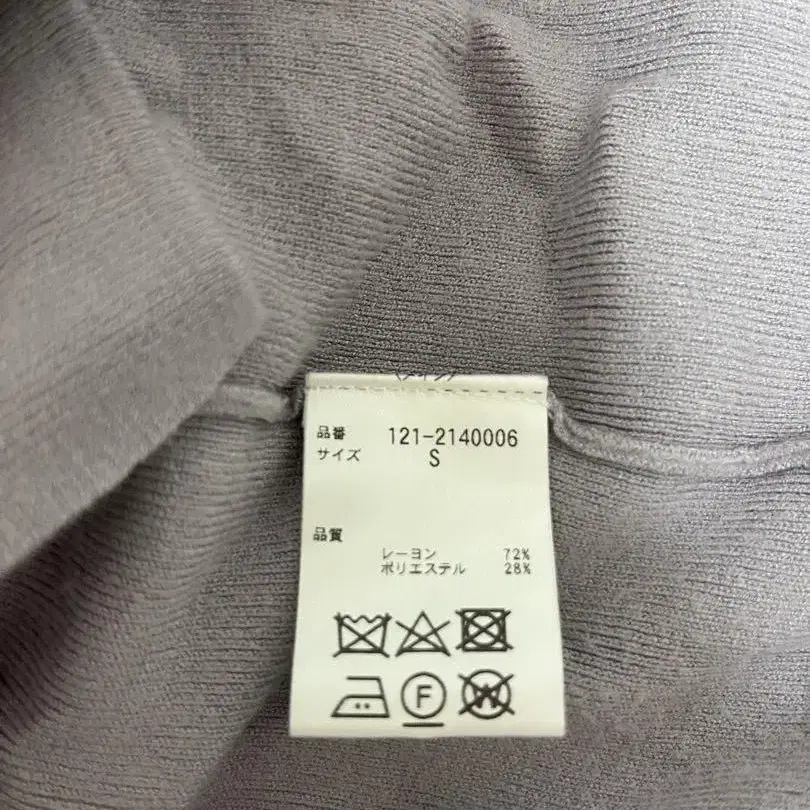 品番 121-2140006
サイズ S
品質
レーヨン 72%
ポリエステル 28%
F
W